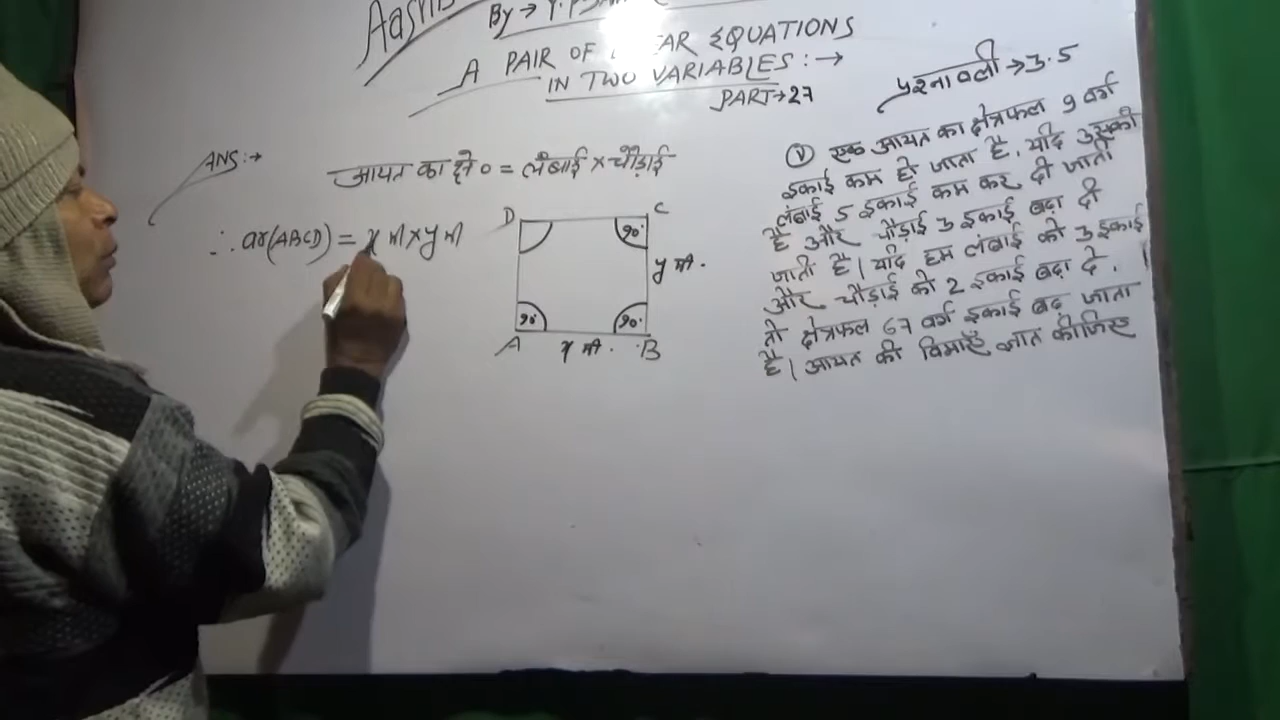 By → Y.P
A PAIR OF EAR EQUATIONS
IN TWO VARIABLES :→
PART→27
प्रश्नावली → 3.5
ANS:→
आयत का क्षे० = लंबाई × चौड़ाई
∴ ar(ABCD) = x m × y m
D C
90°
y मी.
90° 90°
A x मी. B
(V) एक आयत का क्षेत्रफल 9 वर्ग
इकाई कम हो जाता है, यदि उसकी
लंबाई 5 इकाई कम कर दी जाती
है और चौड़ाई 3 इकाई बढ़ा दी
जाती है। यदि हम लंबाई को 3 इकाई
और चौड़ाई को 2 इकाई बढ़ा दे,
तो क्षेत्रफल 67 वर्ग इकाई बढ़ जाता
है। आयत की विमाएँ ज्ञात कीजिए